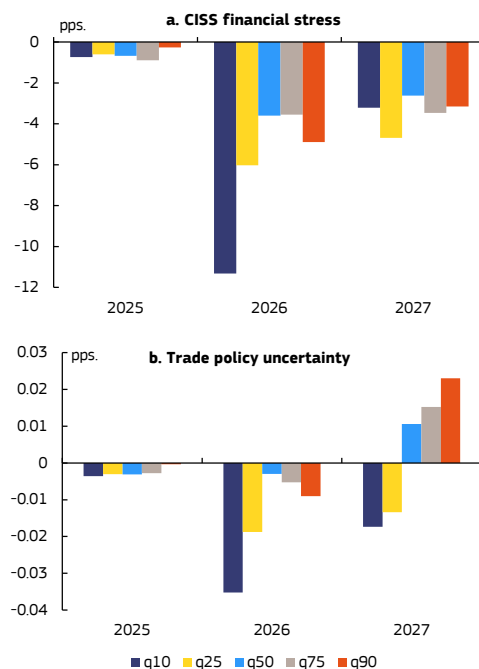 pps.
a. CISS financial stress
0
-2
-4
-6
-8
-10
-12
2025 2026 2027
0.03
pps.
b. Trade policy uncertainty
0.02
0.01
0
-0.01
-0.02
-0.03
-0.04
2025 2026 2027
q10 q25 q50 q75 q90